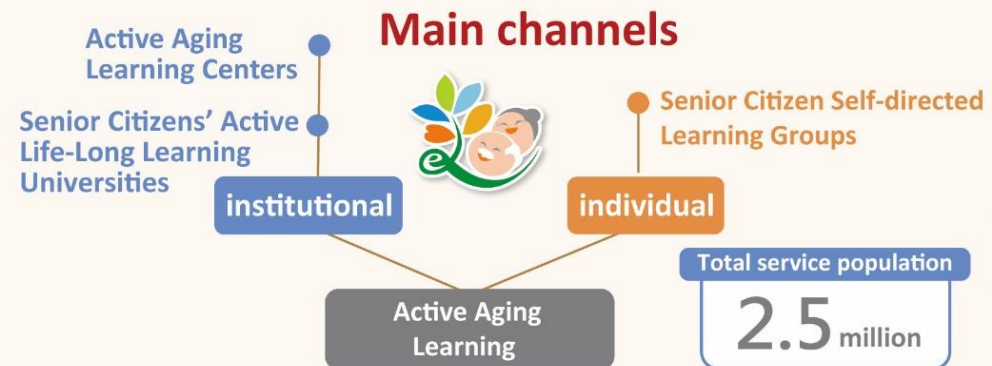 Main channels
Active Aging
Learning Centers
Senior Citizens' Active
Life-Long Learning
Universities
institutional
Senior Citizen Self-directed
Learning Groups
individual
Active Aging
Learning
Total service population
2.5 million